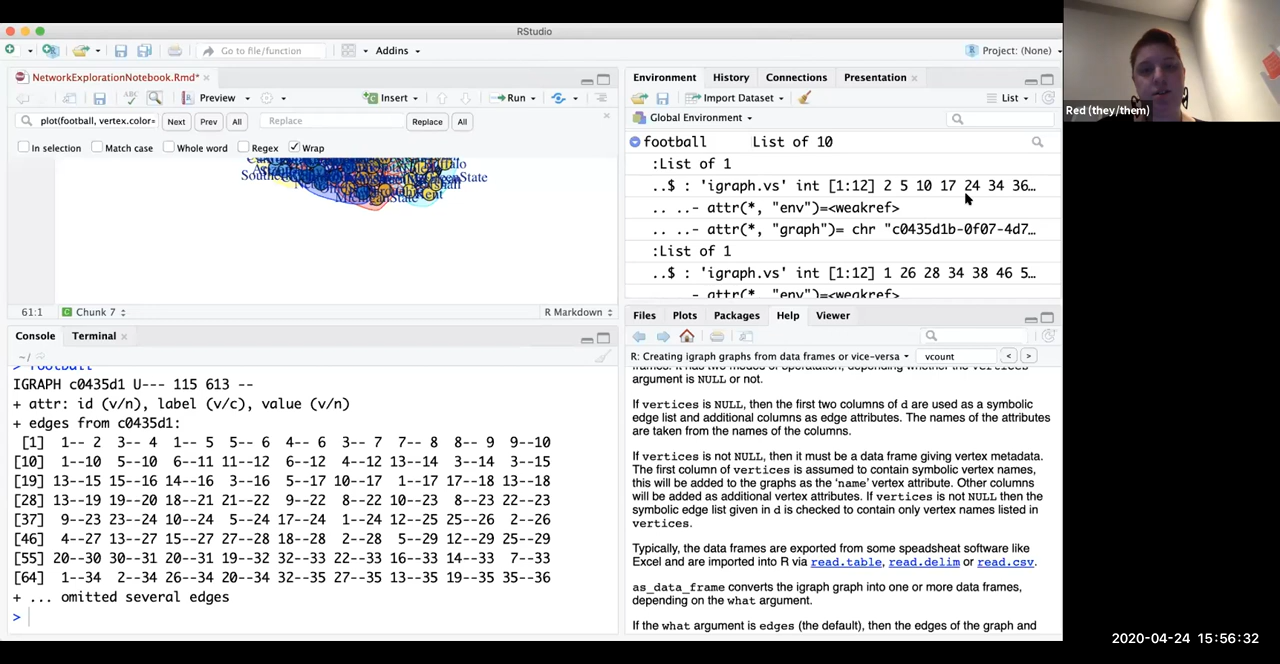 RStudio
Go to file/function
Addins
Project: (None)
NetworkExplorationNotebook.Rmd*
ABC
Preview
Insert
Run
plot(football, vertex.color=
Next
Prev
All
Replace
Replace
All
In selection
Match case
Whole word
Regex
Wrap
MichiganState
61:1
Chunk 7
R Markdown
Console
Terminal
~/
> football
IGRAPH c0435d1 U--- 115 613 --
+ attr: id (v/n), label (v/c), value (v/n)
+ edges from c0435d1:
[1] 1-- 2 3-- 4 1-- 5 5-- 6 4-- 6 3-- 7 7-- 8 8-- 9 9--10
[10] 1--10 5--10 6--11 11--12 6--12 4--12 13--14 3--14 3--15
[19] 13--15 15--16 14--16 3--16 5--17 10--17 1--17 17--18 13--18
[28] 13--19 19--20 18--21 21--22 9--22 8--22 10--23 8--23 22--23
[37] 9--23 23--24 10--24 5--24 17--24 1--24 12--25 25--26 2--26
[46] 4--27 13--27 15--27 27--28 18--28 2--28 5--29 12--29 25--29
[55] 20--30 30--31 20--31 19--32 32--33 22--33 16--33 14--33 7--33
[64] 1--34 2--34 26--34 20--34 32--35 27--35 13--35 19--35 35--36
+ ... omitted several edges
>
Environment
History
Connections
Presentation
Import Dataset
List
Global Environment
football List of 10
:List of 1
..$ : 'igraph.vs' int [1:12] 2 5 10 17 24 34 36…
.. ..- attr(*, "env")=<weakref>
.. ..- attr(*, "graph")= chr "c0435d1b-0f07-4d7…
:List of 1
..$ : 'igraph.vs' int [1:12] 1 26 28 34 38 46 5…
- attr(*, "env")=<weakref>
Files
Plots
Packages
Help
Viewer
R: Creating igraph graphs from data frames or vice-versa
vcount
frames. It has two modes of operatation, depending whether the vertices
argument is NULL or not.
If vertices is NULL, then the first two columns of d are used as a symbolic
edge list and additional columns as edge attributes. The names of the attributes
are taken from the names of the columns.
If vertices is not NULL, then it must be a data frame giving vertex metadata.
The first column of vertices is assumed to contain symbolic vertex names,
this will be added to the graphs as the 'name' vertex attribute. Other columns
will be added as additional vertex attributes. If vertices is not NULL then the
symbolic edge list given in d is checked to contain only vertex names listed in
vertices.
Typically, the data frames are exported from some speadsheat software like
Excel and are imported into R via read.table, read.delim or read.csv.
as_data_frame converts the igraph graph into one or more data frames,
depending on the what argument.
If the what argument is edges (the default), then the edges of the graph and
Red (they/them)
2020-04-24 15:56:32